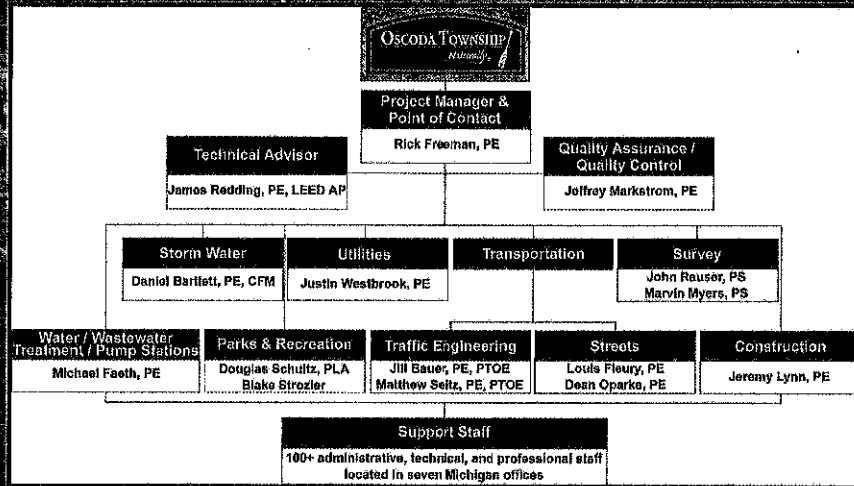 OSCODA TOWNSHIP
Naturally
Project Manager &
Point of Contact
Rick Freeman, PE
Technical Advisor
James Redding, PE, LEED AP
Quality Assurance /
Quality Control
Jeffrey Markstrom, PE
Storm Water
Daniel Bartlett, PE, CFM
Utilities
Justin Westbrook, PE
Transportation
Survey
John Rauser, PS
Marvin Myers, PS
Water / Wastewater
Treatment / Pump Stations
Michael Faeth, PE
Parks & Recreation
Douglas Schultz, PLA
Blake Strozier
Traffic Engineering
Jill Bauer, PE, PTOE
Matthew Seitz, PE, PTOE
Streets
Louis Fleury, PE
Dean Oparka, PE
Construction
Jeremy Lynn, PE
Support Staff
100+ administrative, technical, and professional staff
located in seven Michigan offices